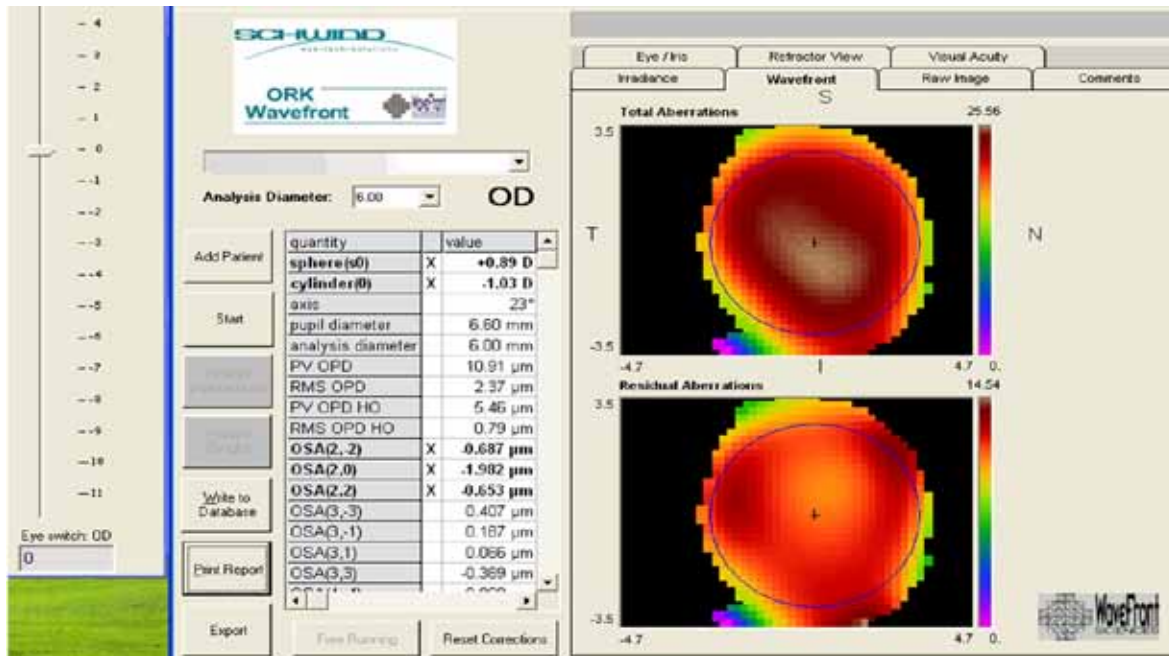 -- 4
-- 3
-- 2
-- 1
-- 0
--1
--2
--3
--4
--5
--6
--7
--8
--9
--10
--11
Eye switch: OD
0
SCHWIND
ORK
Wavefront
Analysis Diameter: 6.00 OD
Add Patient
Start
Write to
Database
Print Report
Export
quantity value
sphere(s0) X +0.89 D
cylinder(0) X -1.03 D
axis 23°
pupil diameter 6.60 mm
analysis diameter 6.00 mm
PV OPD 10.91 µm
RMS OPD 2.37 µm
PV OPD HO 5.46 µm
RMS OPD HO 0.79 µm
OSA(2,-2) X -0.687 µm
OSA(2,0) X -1.982 µm
OSA(2,2) X -0.653 µm
OSA(3,-3) 0.407 µm
OSA(3,-1) 0.187 µm
OSA(3,1) 0.066 µm
OSA(3,3) -0.369 µm
Free Running Reset Corrections
Eye / Iris Refractor View Visual Acuity
Irradiance Wavefront Raw Image Comments
S
Total Aberrations 25.56
3.5
T N
-3.5
-4.7 I 4.7 0.
Residual Aberrations 14.54
3.5
-3.5
-4.7 4.7 0.
WaveFront